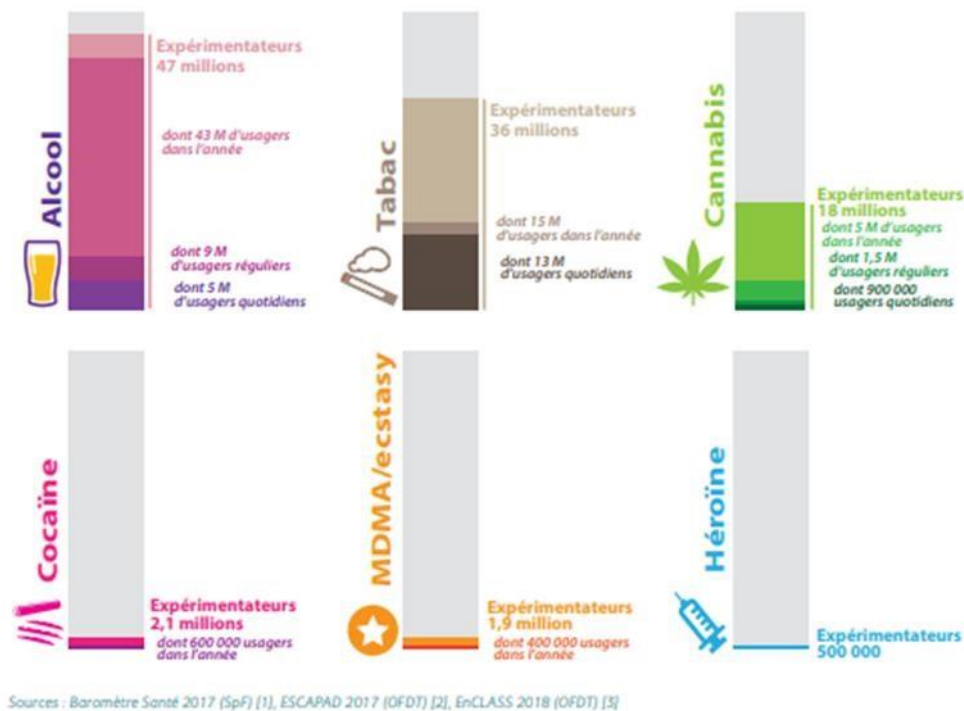 Alcool
Expérimentateurs
47 millions
dont 43 M d'usagers
dans l'année
dont 9 M
d'usagers réguliers
dont 5 M
d'usagers quotidiens
Tabac
Expérimentateurs
36 millions
dont 15 M
d'usagers dans l'année
dont 13 M
d'usagers quotidiens
Cannabis
Expérimentateurs
18 millions
dont 5 M d'usagers
dans l'année
dont 1,5 M
d'usagers réguliers
dont 900 000
usagers quotidiens
Cocaïne
Expérimentateurs
2,1 millions
dont 600 000 usagers
dans l'année
MDMA/ecstasy
Expérimentateurs
1,9 million
dont 400 000 usagers
dans l'année
Héroïne
Expérimentateurs
500 000
Sources : Baromètre Santé 2017 (SpF) [1], ESCAPAD 2017 (OFDT) [2], EnCLASS 2018 (OFDT) [3]